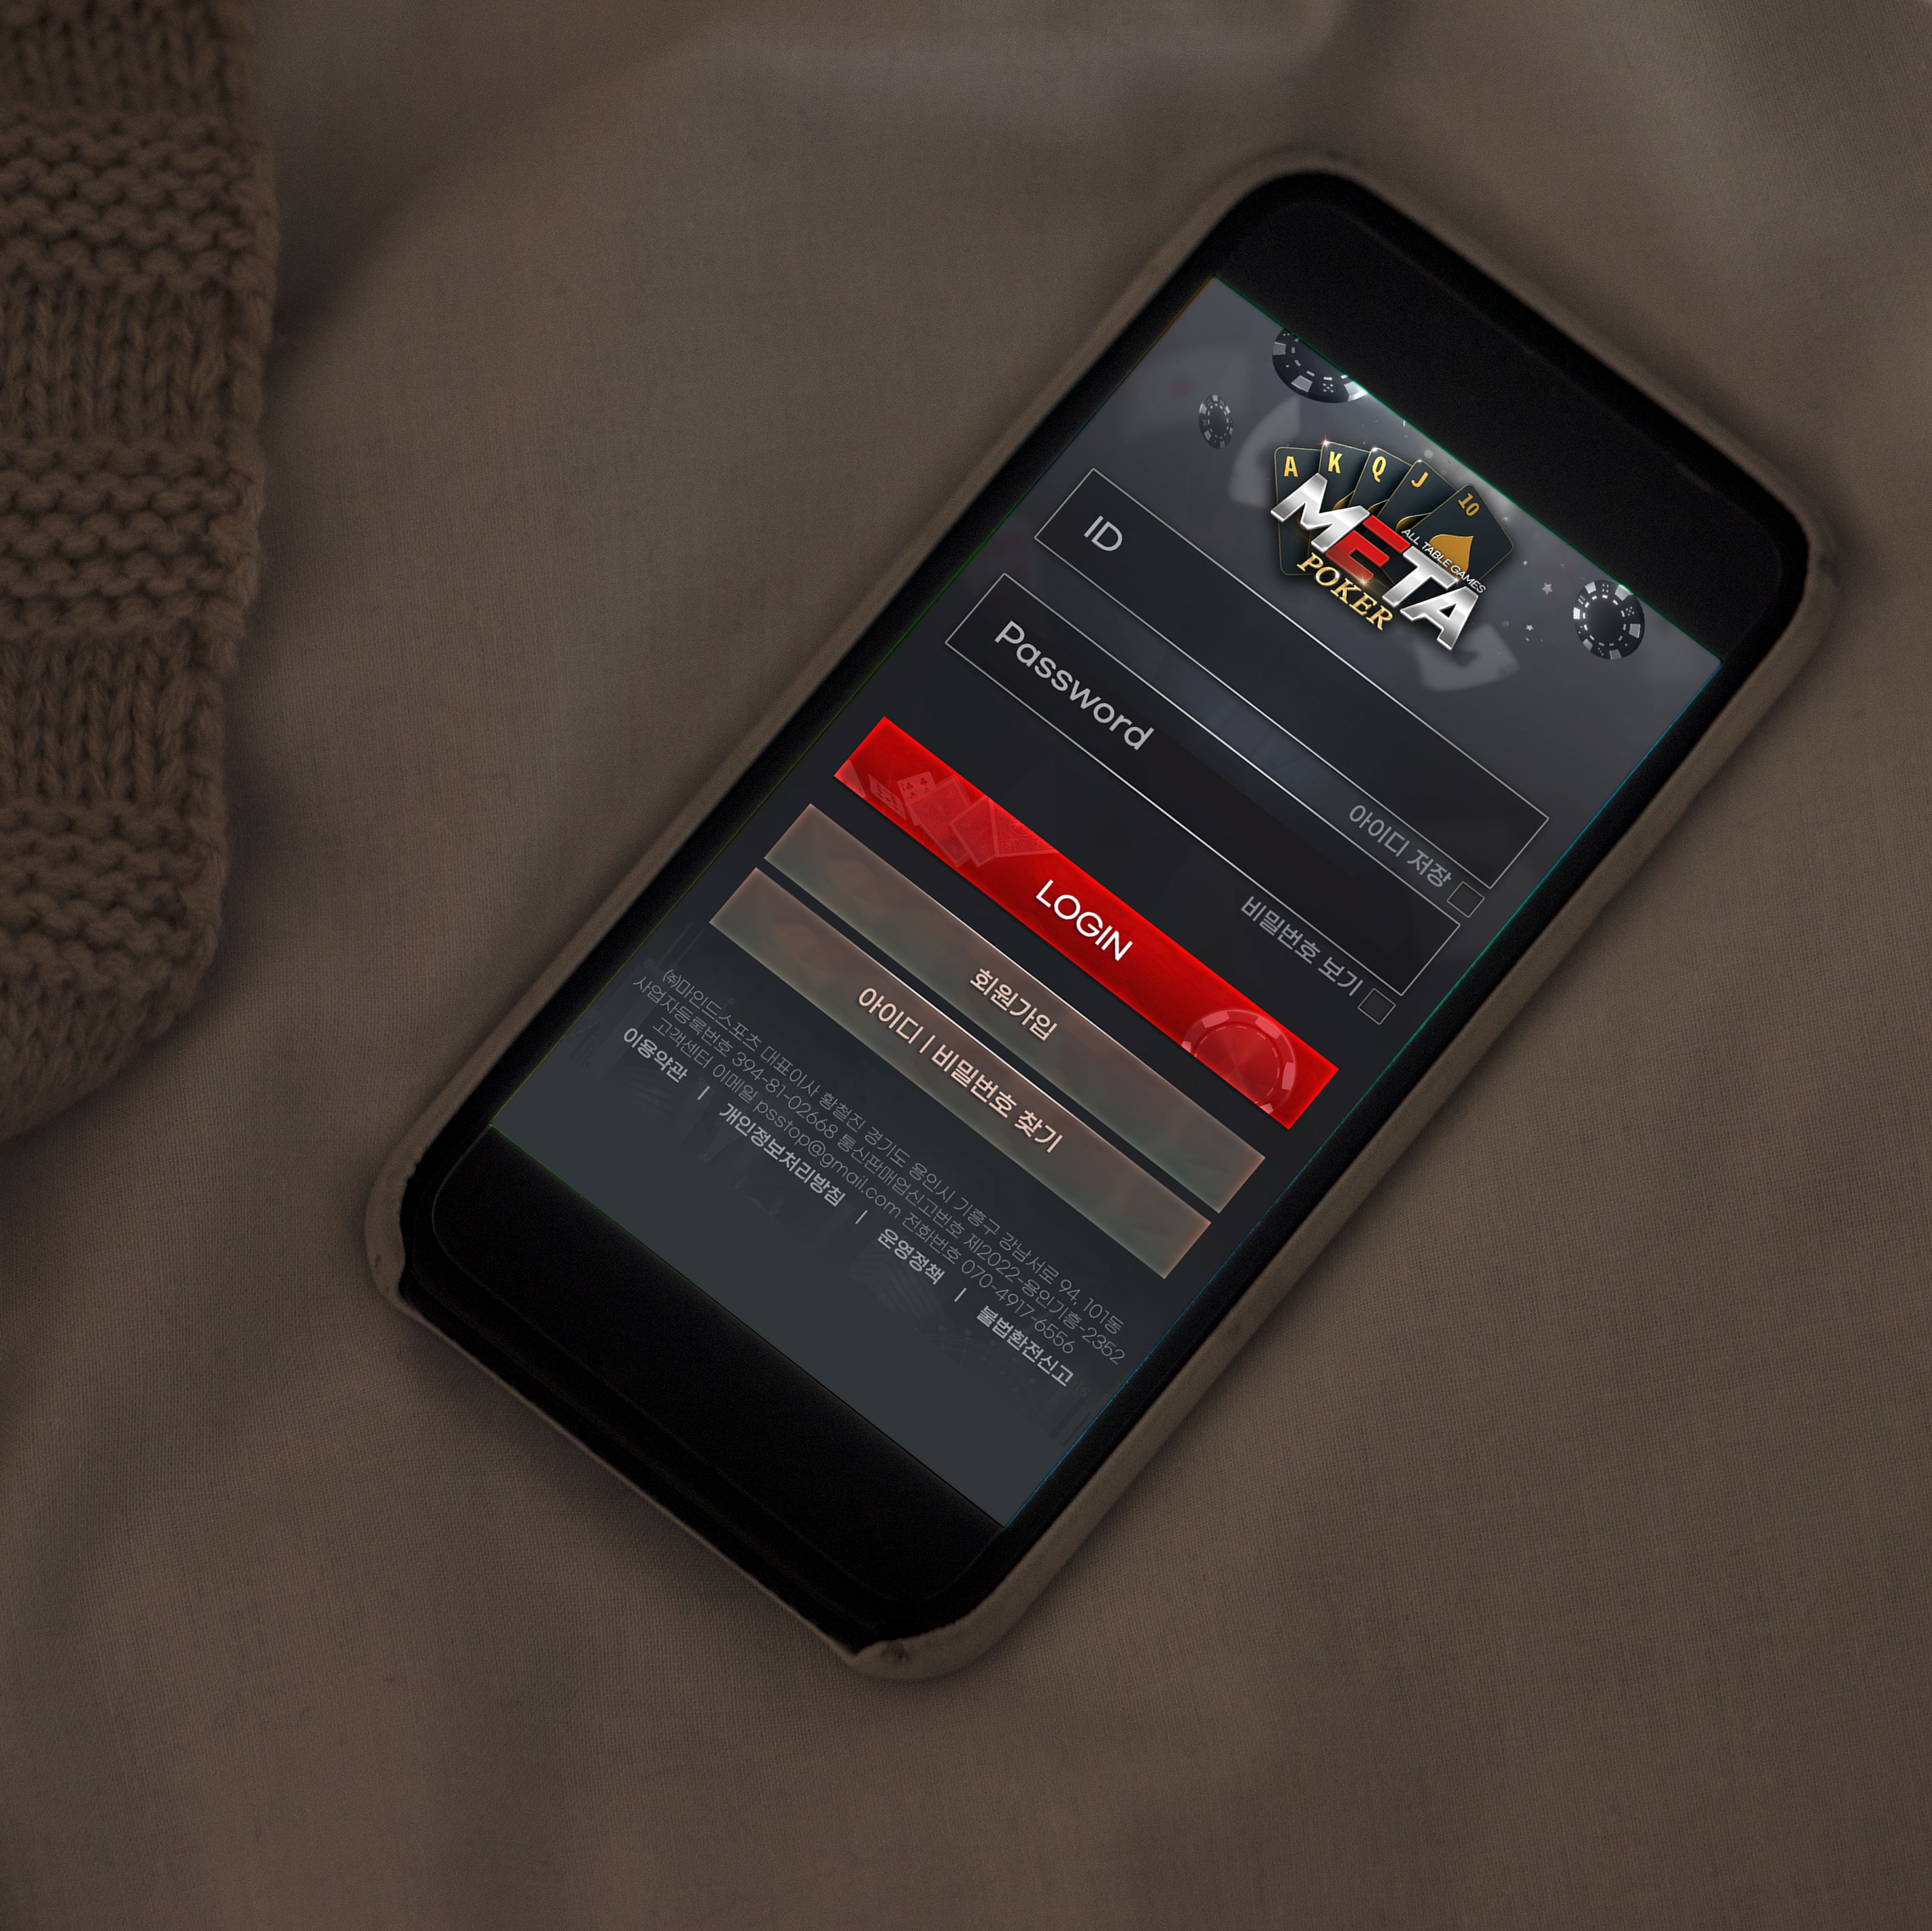 A K Q J 10
ALL TABLE GAMES
META
POKER
ID
아이디 저장
Password
비밀번호 보기
LOGIN
회원가입
아이디 | 비밀번호 찾기
㈜마인드스포츠 대표이사 황철진 경기도 용인시 기흥구 강남서로 94, 101동
사업자등록번호 394-81-02668 통신판매업신고번호 제2022-용인기흥-2352
고객센터 이메일 psstop@gmail.com 전화번호 070-4917-6556
이용약관 | 개인정보처리방침 | 운영정책 | 불법환전신고